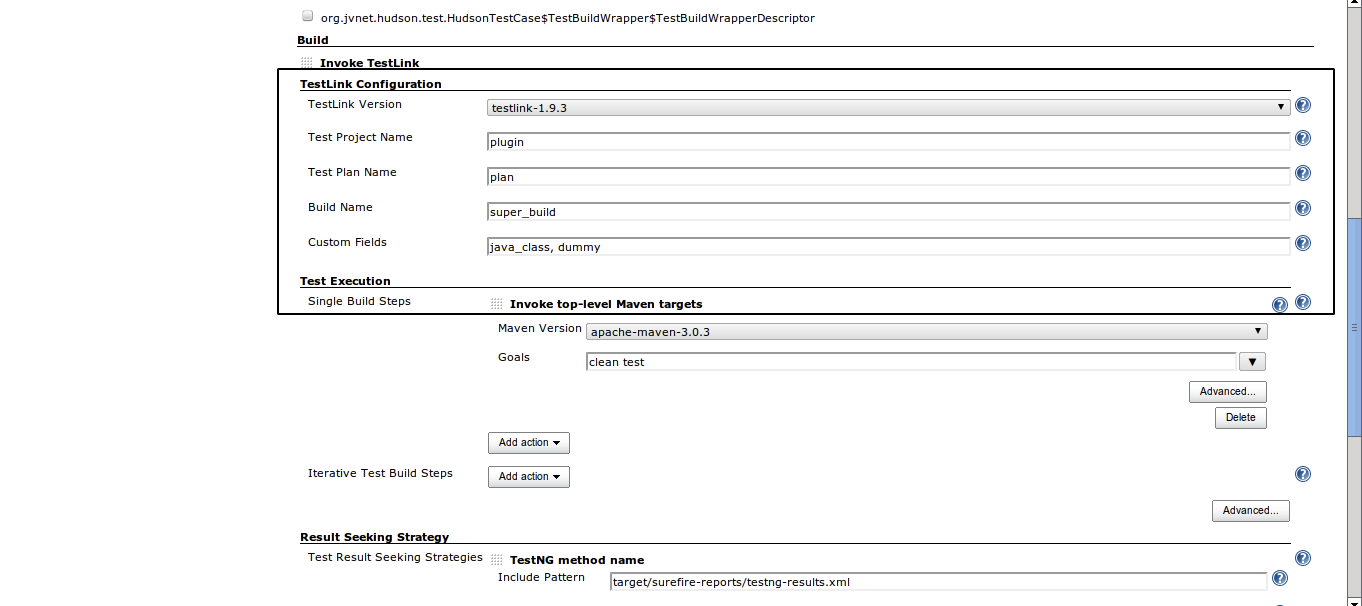 org.jvnet.hudson.test.HudsonTestCase$TestBuildWrapper$TestBuildWrapperDescriptor
Build
Invoke TestLink
TestLink Configuration
TestLink Version testlink-1.9.3
Test Project Name plugin
Test Plan Name plan
Build Name super_build
Custom Fields java_class, dummy
Test Execution
Single Build Steps Invoke top-level Maven targets
Maven Version apache-maven-3.0.3
Goals clean test
Advanced...
Delete
Add action
Iterative Test Build Steps Add action
Advanced...
Result Seeking Strategy
Test Result Seeking Strategies TestNG method name
Include Pattern target/surefire-reports/testng-results.xml